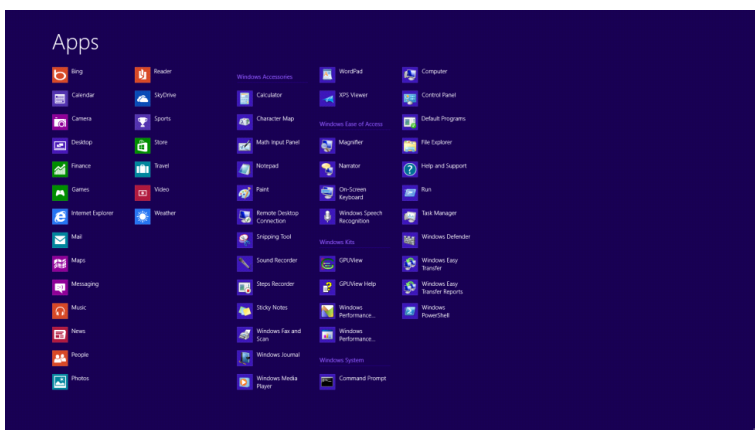 Apps
Bing
Calendar
Camera
Desktop
Finance
Games
Internet Explorer
Mail
Maps
Messaging
Music
News
People
Photos
Reader
SkyDrive
Sports
Store
Travel
Video
Weather
Windows Accessories
Calculator
Character Map
Math Input Panel
Notepad
Paint
Remote Desktop
Connection
Snipping Tool
Sound Recorder
Steps Recorder
Sticky Notes
Windows Fax and
Scan
Windows Journal
Windows Media
Player
WordPad
XPS Viewer
Windows Ease of Access
Magnifier
Narrator
On-Screen
Keyboard
Windows Speech
Recognition
Windows Kits
GPUView
GPUView Help
Windows
Performance...
Windows
Performance...
Windows System
Command Prompt
Computer
Control Panel
Default Programs
File Explorer
Help and Support
Run
Task Manager
Windows Defender
Windows Easy
Transfer
Windows Easy
Transfer Reports
Windows
PowerShell